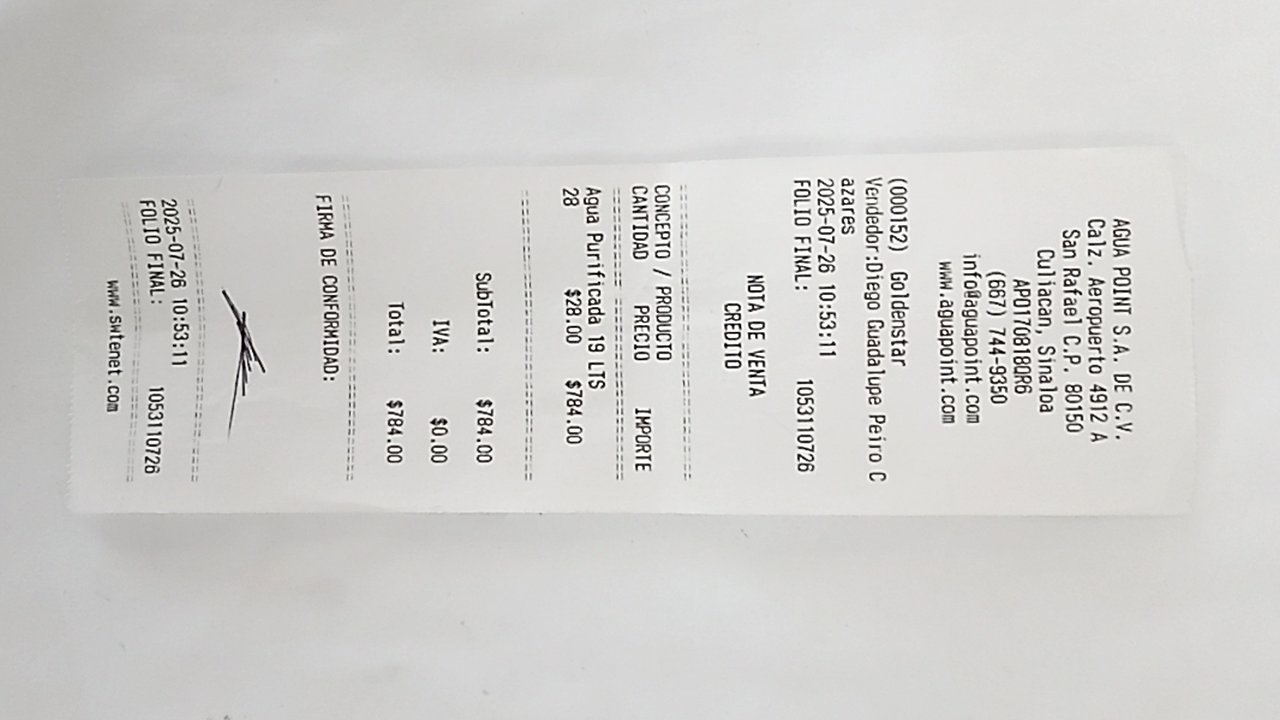 AGUA POINT S.A. DE C.V.
Calz. Aeropuerto 4912 A
San Rafael C.P. 80150
Culiacan, Sinaloa
APO170818QR6
(667) 744-9350
info@aguapoint.com
www.aguapoint.com
(000152) Goldenstar
Vendedor:Diego Guadalupe Peiro C
azares
2025-07-26 10:53:11
FOLIO FINAL: 1053110726
NOTA DE VENTA
CREDITO
CONCEPTO / PRODUCTO
CANTIDAD PRECIO IMPORTE
Agua Purificada 19 LTS
28 $28.00 $784.00
SubTotal: $784.00
IVA: $0.00
Total: $784.00
FIRMA DE CONFORMIDAD:
2025-07-26 10:53:11
FOLIO FINAL: 1053110726
www.swtenet.com